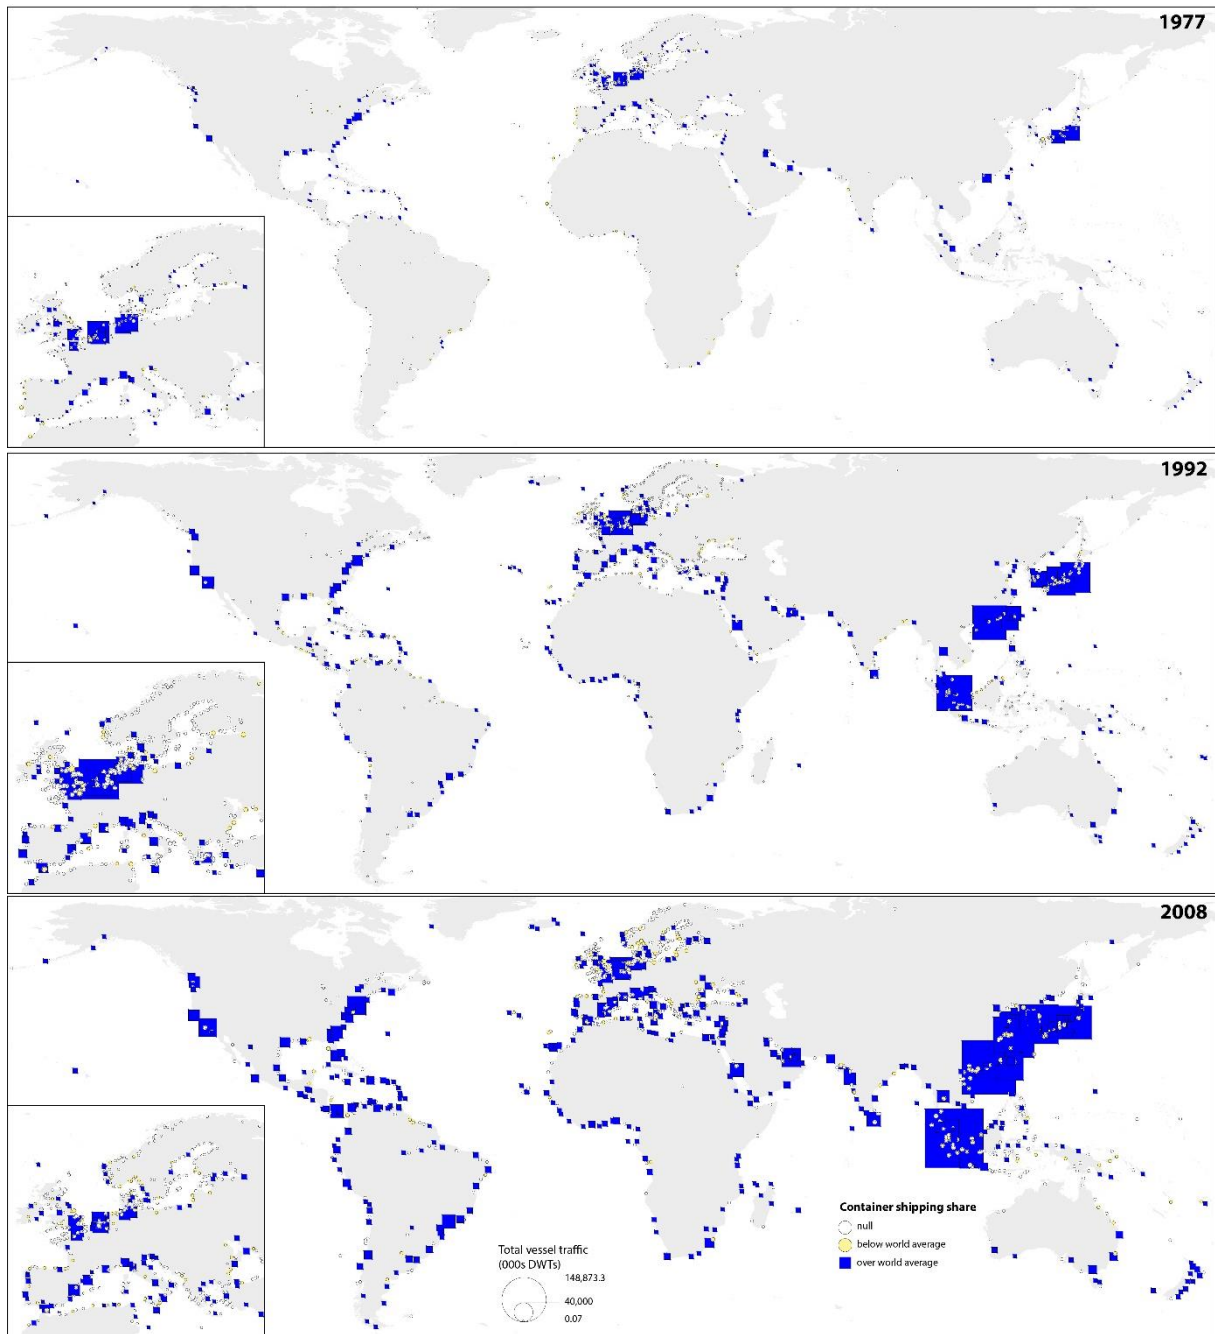 1977
1992
2008
Total vessel traffic
(000s DWTs)
148,873.3
40,000
0.07
Container shipping share
null
below world average
over world average